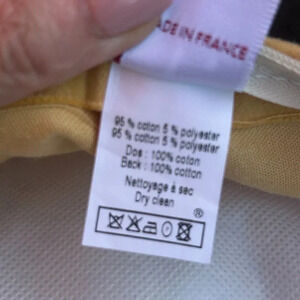 MADE IN FRANCE
95 % coton 5 % polyester
95 % cotton 5 % polyester
Dos : 100% coton
Back : 100% cotton
Nettoyage à sec
Dry clean
®